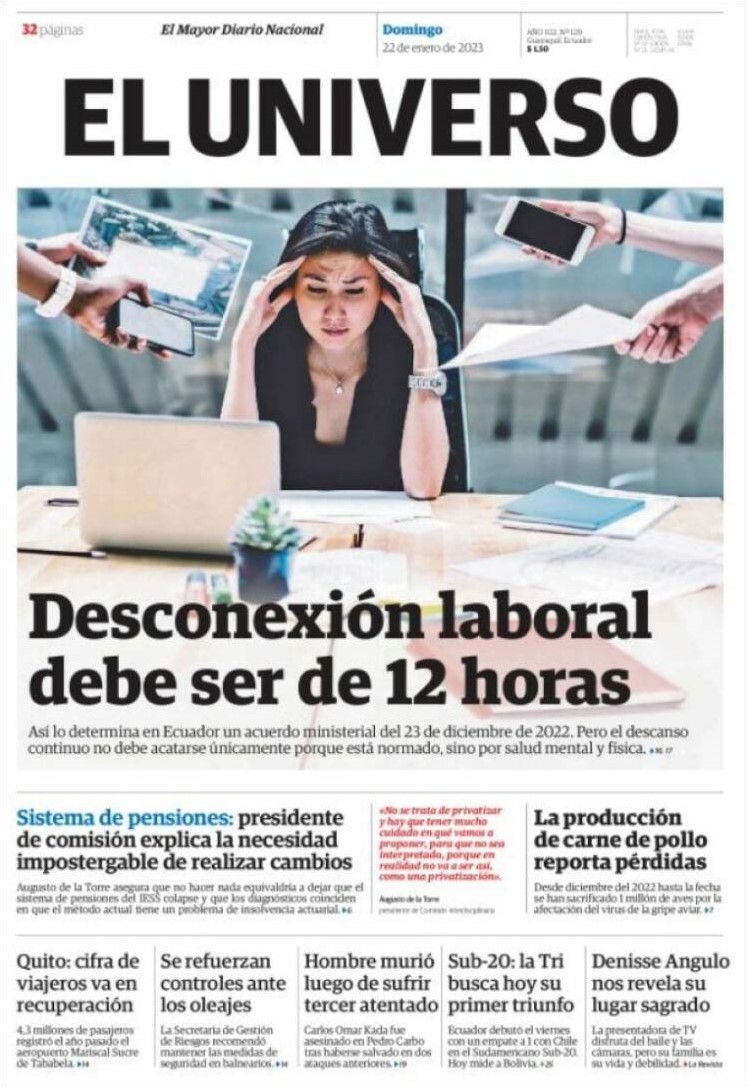 32 páginas
El Mayor Diario Nacional
Domingo
22 de enero de 2023
AÑO 102, Nº 129
Guayaquil, Ecuador
$ 1,50
EL UNIVERSO
Desconexión laboral
debe ser de 12 horas
Así lo determina en Ecuador un acuerdo ministerial del 23 de diciembre de 2022. Pero el descanso
continuo no debe acatarse únicamente porque está normado, sino por salud mental y física.
Sistema de pensiones: presidente
de comisión explica la necesidad
impostergable de realizar cambios
Augusto de la Torre asegura que no hacer nada equivaldría a dejar que el
sistema de pensiones del IESS colapse y que los diagnósticos coinciden
en que el método actual tiene un problema de insolvencia actuarial. ▸6
«No se trata de privatizar
y hay que tener mucho
cuidado en qué vamos a
proponer, para que no sea
interpretado, porque en
realidad no va a ser así,
como una privatización».
Augusto de la Torre
presidente de Comisión Interdisciplinaria
La producción
de carne de pollo
reporta pérdidas
Desde diciembre del 2022 hasta la fecha
se han sacrificado 1 millón de aves por la
afectación del virus de la gripe aviar. ▸7
Quito: cifra de
viajeros va en
recuperación
4,3 millones de pasajeros
registró el año pasado el
aeropuerto Mariscal Sucre
de Tababela. ▸14
Se refuerzan
controles ante
los oleajes
La Secretaría de Gestión
de Riesgos recomendó
mantener las medidas de
seguridad en balnearios. ▸14
Hombre murió
luego de sufrir
tercer atentado
Carlos Omar Kada fue
asesinado en Pedro Carbo
tras haberse salvado en dos
ataques anteriores. ▸19
Sub-20: la Tri
busca hoy su
primer triunfo
Ecuador debutó el viernes
con un empate a 1 con Chile
en el Sudamericano Sub-20.
Hoy mide a Bolivia. ▸25
Denisse Angulo
nos revela su
lugar sagrado
La presentadora de TV
disfruta del baile y las
cámaras, pero su familia es
su vida y debilidad. ▸La Revista